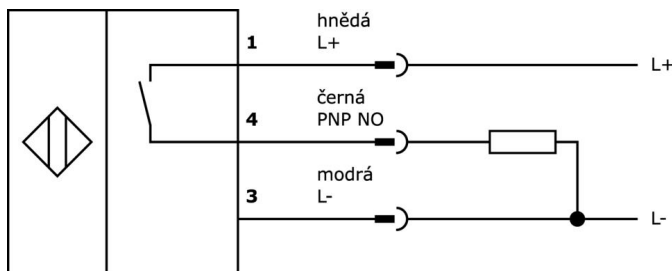 hnědá
1 L+
L+
černá
4 PNP NO
modrá
3 L-
L-